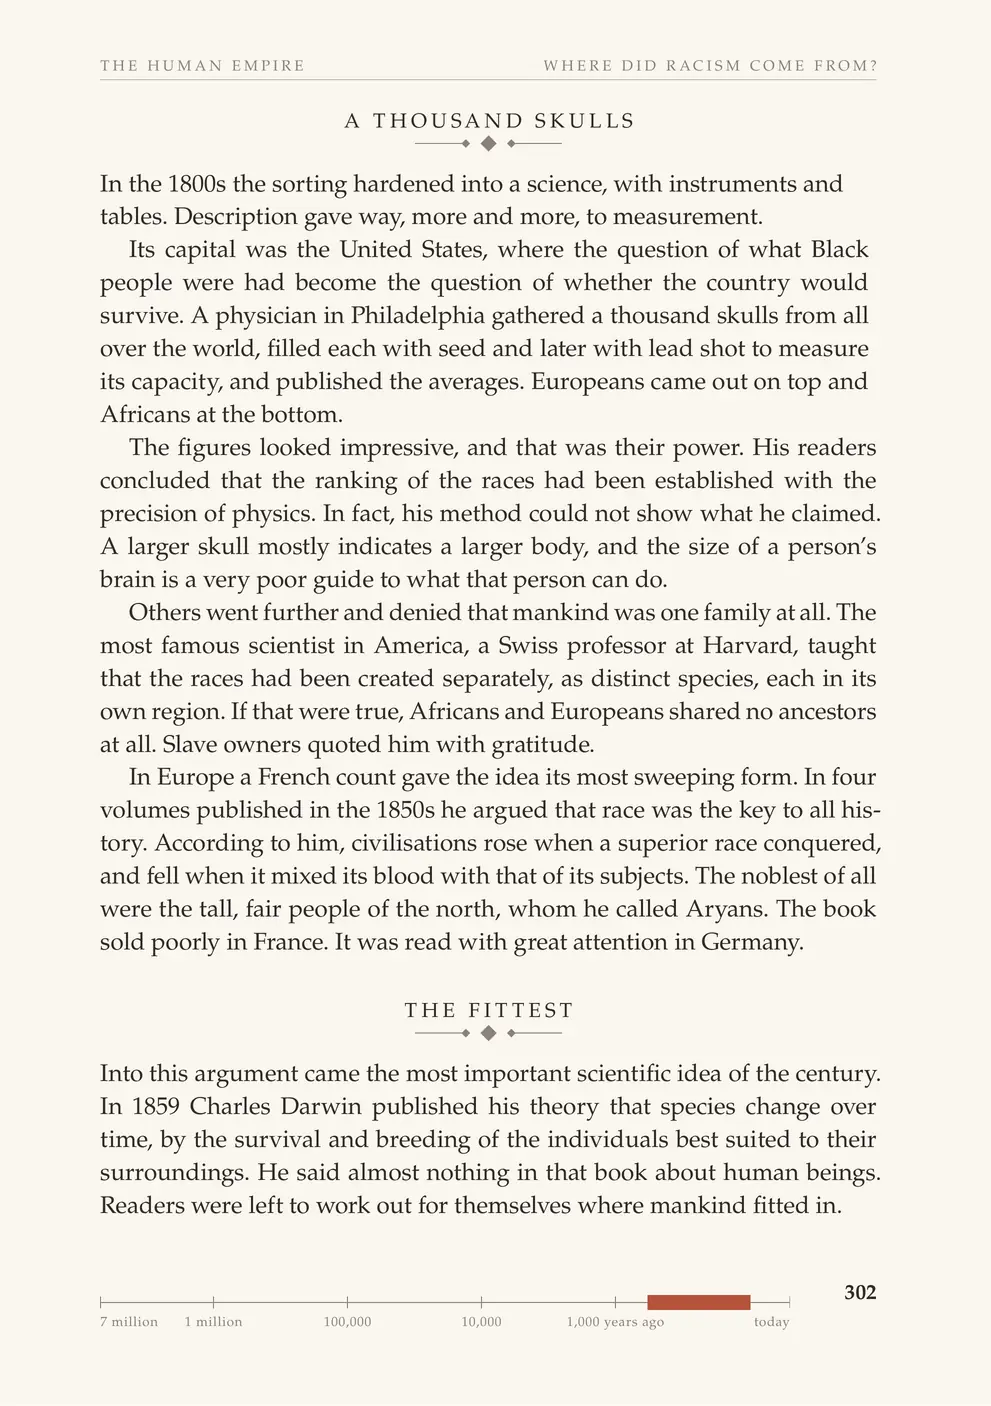 THE HUMAN EMPIRE
WHERE DID RACISM COME FROM?
A THOUSAND SKULLS
In the 1800s the sorting hardened into a science, with instruments and
tables. Description gave way, more and more, to measurement.
Its capital was the United States, where the question of what Black
people were had become the question of whether the country would
survive. A physician in Philadelphia gathered a thousand skulls from all
over the world, filled each with seed and later with lead shot to measure
its capacity, and published the averages. Europeans came out on top and
Africans at the bottom.
The figures looked impressive, and that was their power. His readers
concluded that the ranking of the races had been established with the
precision of physics. In fact, his method could not show what he claimed.
A larger skull mostly indicates a larger body, and the size of a person’s
brain is a very poor guide to what that person can do.
Others went further and denied that mankind was one family at all. The
most famous scientist in America, a Swiss professor at Harvard, taught
that the races had been created separately, as distinct species, each in its
own region. If that were true, Africans and Europeans shared no ancestors
at all. Slave owners quoted him with gratitude.
In Europe a French count gave the idea its most sweeping form. In four
volumes published in the 1850s he argued that race was the key to all his-
tory. According to him, civilisations rose when a superior race conquered,
and fell when it mixed its blood with that of its subjects. The noblest of all
were the tall, fair people of the north, whom he called Aryans. The book
sold poorly in France. It was read with great attention in Germany.
THE FITTEST
Into this argument came the most important scientific idea of the century.
In 1859 Charles Darwin published his theory that species change over
time, by the survival and breeding of the individuals best suited to their
surroundings. He said almost nothing in that book about human beings.
Readers were left to work out for themselves where mankind fitted in.
302
7 million 1 million 100,000 10,000 1,000 years ago today